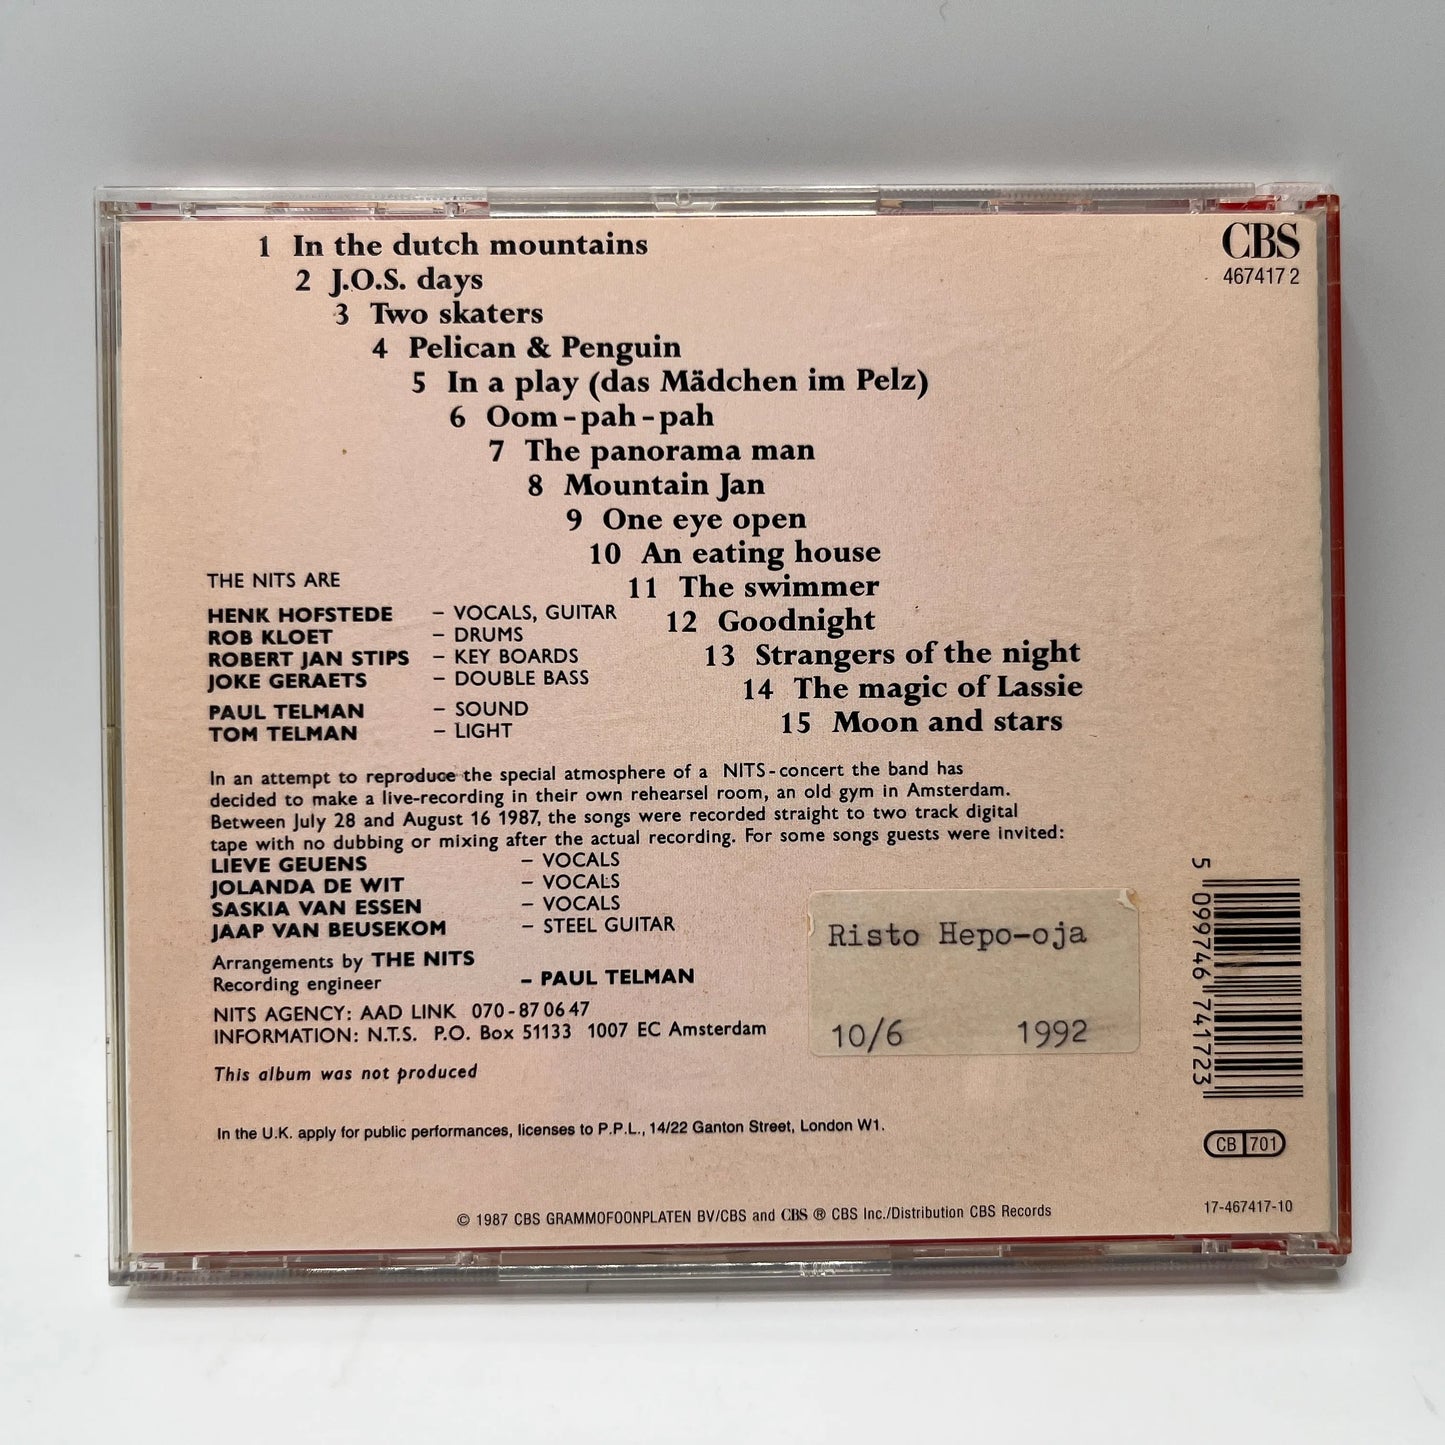 1 In the dutch mountains
2 J.O.S. days
3 Two skaters
4 Pelican & Penguin
5 In a play (das Mädchen im Pelz)
6 Oom-pah-pah
7 The panorama man
8 Mountain Jan
9 One eye open
10 An eating house
11 The swimmer
12 Goodnight
13 Strangers of the night
14 The magic of Lassie
15 Moon and stars
CBS
467417 2
THE NITS ARE
HENK HOFSTEDE – VOCALS, GUITAR
ROB KLOET – DRUMS
ROBERT JAN STIPS – KEY BOARDS
JOKE GERAETS – DOUBLE BASS
PAUL TELMAN – SOUND
TOM TELMAN – LIGHT
In an attempt to reproduce the special atmosphere of a NITS-concert the band has
decided to make a live-recording in their own rehearsel room, an old gym in Amsterdam.
Between July 28 and August 16 1987, the songs were recorded straight to two track digital
tape with no dubbing or mixing after the actual recording. For some songs guests were invited:
LIEVE GEUENS – VOCALS
JOLANDA DE WIT – VOCALS
SASKIA VAN ESSEN – VOCALS
JAAP VAN BEUSEKOM – STEEL GUITAR
Arrangements by THE NITS
Recording engineer – PAUL TELMAN
NITS AGENCY: AAD LINK 070-87 06 47
INFORMATION: N.T.S. P.O. Box 51133 1007 EC Amsterdam
This album was not produced
Risto Hepo-oja
10/6 1992
5 099746 741723
In the U.K. apply for public performances, licenses to P.P.L., 14/22 Ganton Street, London W1.
CB 701
© 1987 CBS GRAMMOFOONPLATEN BV/CBS and CBS ® CBS Inc./Distribution CBS Records
17-467417-10